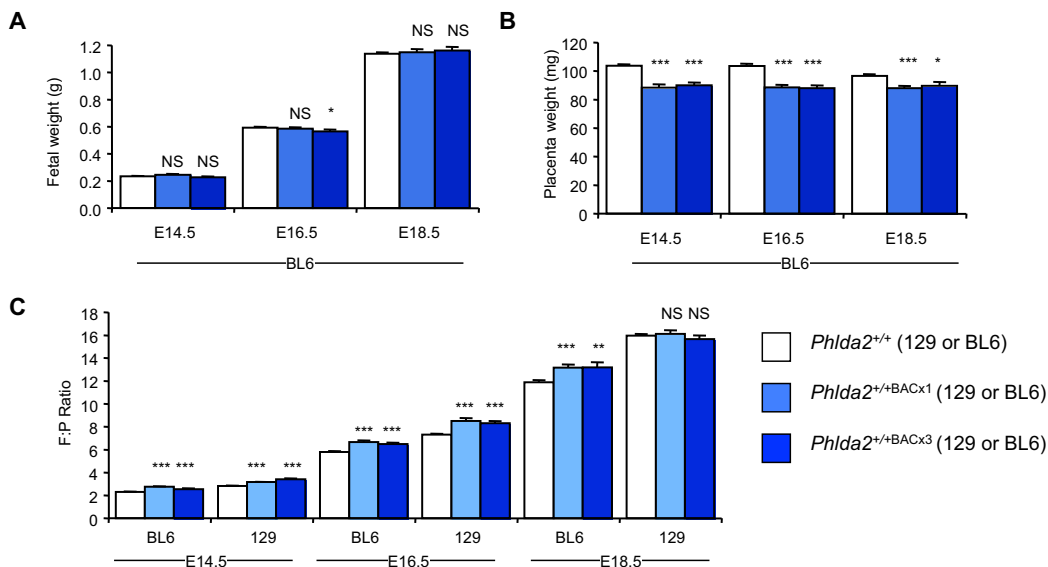 A
Fetal weight (g)
1.2
1.0
0.8
0.6
0.4
0.2
0.0
NS NS
NS *
NS NS
E14.5 E16.5 E18.5
BL6
B
Placenta weight (mg)
120
100
80
60
40
20
0
*** *** *** *** *** *
E14.5 E16.5 E18.5
BL6
C
F:P Ratio
18
16
14
12
10
8
6
4
2
0
*** *** *** ***
*** *** *** ***
*** ** NS NS
BL6 129 BL6 129 BL6 129
E14.5 E16.5 E18.5
Phlda2+/+ (129 or BL6)
Phlda2+/+BACx1 (129 or BL6)
Phlda2+/+BACx3 (129 or BL6)